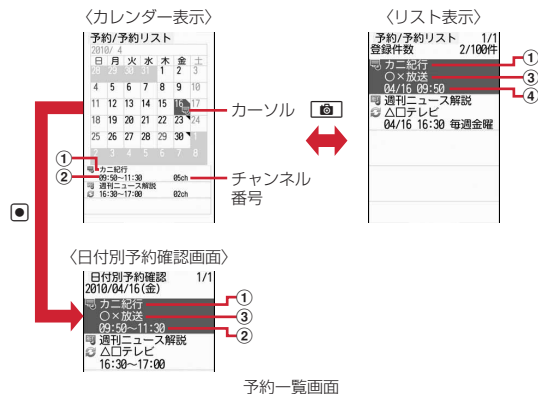 〈カレンダー表示〉
予約/予約リスト
2010/ 4
日 月 火 水 木 金 土
28 29 30 31 1 2 3
4 5 6 7 8 9 10
11 12 13 14 15 16 17
18 19 20 21 22 23 24
25 26 27 28 29 30 1
2 3 4 5 6 7 8
カニ紀行
09:50～11:30 05ch
週刊ニュース解説
16:30～17:00 02ch
①
②
カーソル
チャンネル
番号
〈リスト表示〉
予約/予約リスト 1/1
登録件数 2/100件
カニ紀行
○×放送
04/16 09:50
週刊ニュース解説
△□テレビ
04/16 16:30 毎週金曜
①
③
④
〈日付別予約確認画面〉
日付別予約確認 1/1
2010/04/16(金)
カニ紀行
○×放送
09:50～11:30
週刊ニュース解説
△□テレビ
16:30～17:00
①
③
②
予約一覧画面